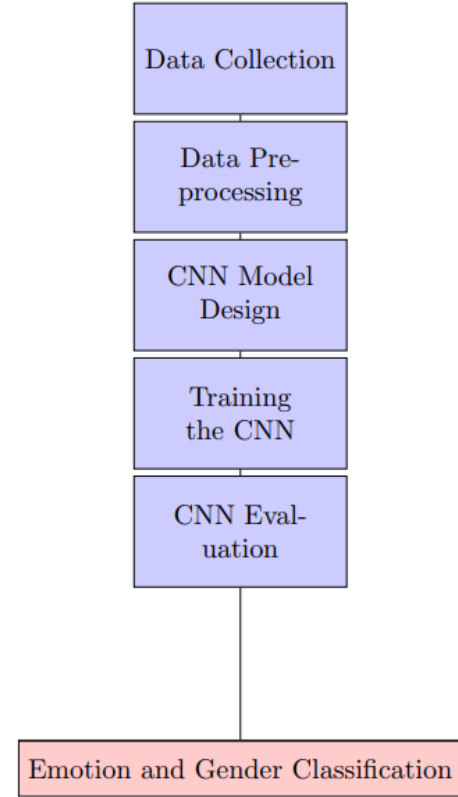 Data Collection
Data Pre-
processing
CNN Model
Design
Training
the CNN
CNN Eval-
uation
Emotion and Gender Classification